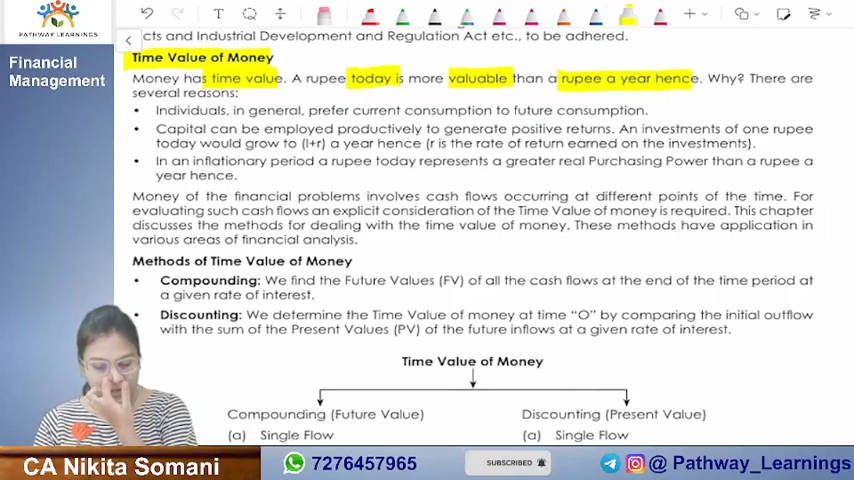 PATHWAY LEARNINGS
Financial
Management
cts and Industrial Development and Regulation Act etc., to be adhered.
Time Value of Money
Money has time value. A rupee today is more valuable than a rupee a year hence. Why? There are
several reasons:
• Individuals, in general, prefer current consumption to future consumption.
• Capital can be employed productively to generate positive returns. An investments of one rupee
today would grow to (I+r) a year hence (r is the rate of return earned on the investments).
• In an inflationary period a rupee today represents a greater real Purchasing Power than a rupee a
year hence.
Money of the financial problems involves cash flows occurring at different points of the time. For
evaluating such cash flows an explicit consideration of the Time Value of money is required. This chapter
discusses the methods for dealing with the time value of money. These methods have application in
various areas of financial analysis.
Methods of Time Value of Money
• Compounding: We find the Future Values (FV) of all the cash flows at the end of the time period at
a given rate of interest.
• Discounting: We determine the Time Value of money at time "O" by comparing the initial outflow
with the sum of the Present Values (PV) of the future inflows at a given rate of interest.
Time Value of Money
Compounding (Future Value)
(a) Single Flow
Discounting (Present Value)
(a) Single Flow
CA Nikita Somani
7276457965
SUBSCRIBED
@ Pathway_Learnings